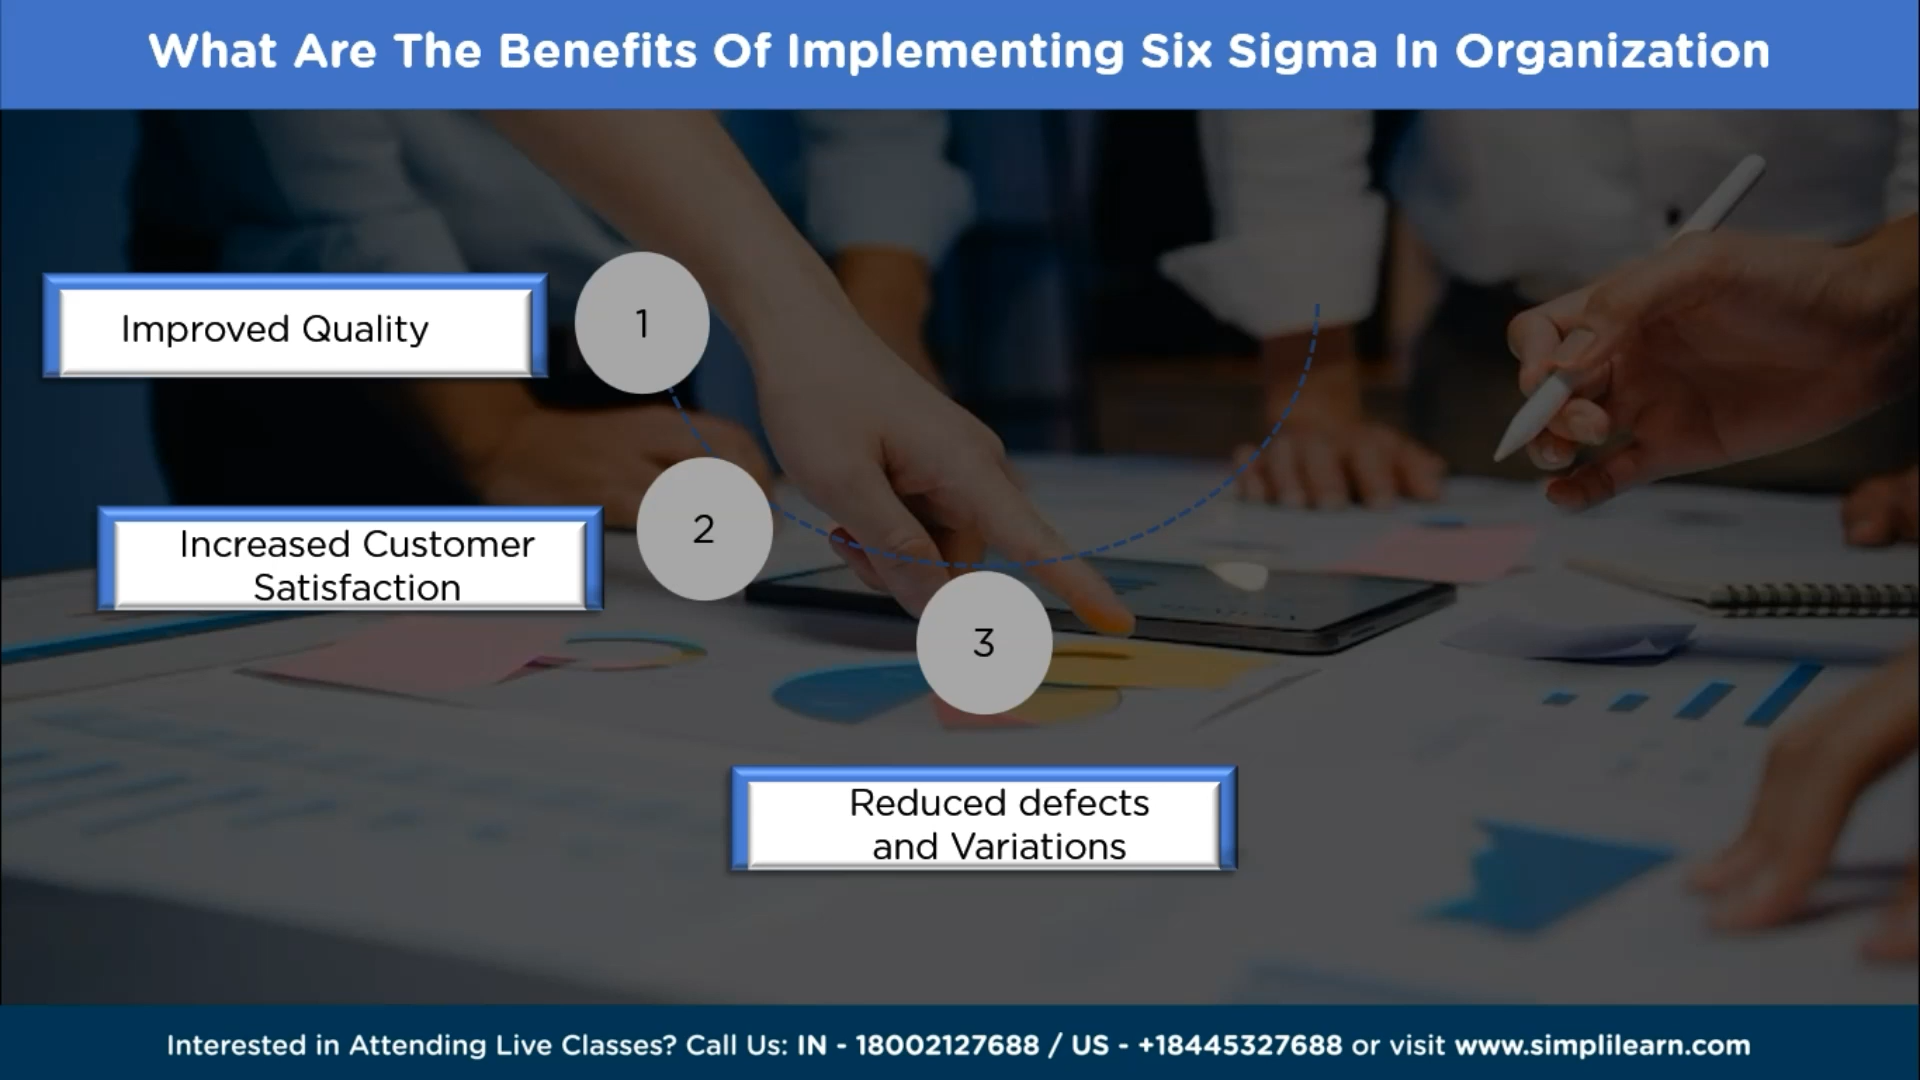 What Are The Benefits Of Implementing Six Sigma In Organization
Improved Quality
1
Increased Customer
Satisfaction
2
3
Reduced defects
and Variations
Interested in Attending Live Classes? Call Us: IN - 18002127688 / US - +18445327688 or visit www.simplilearn.com